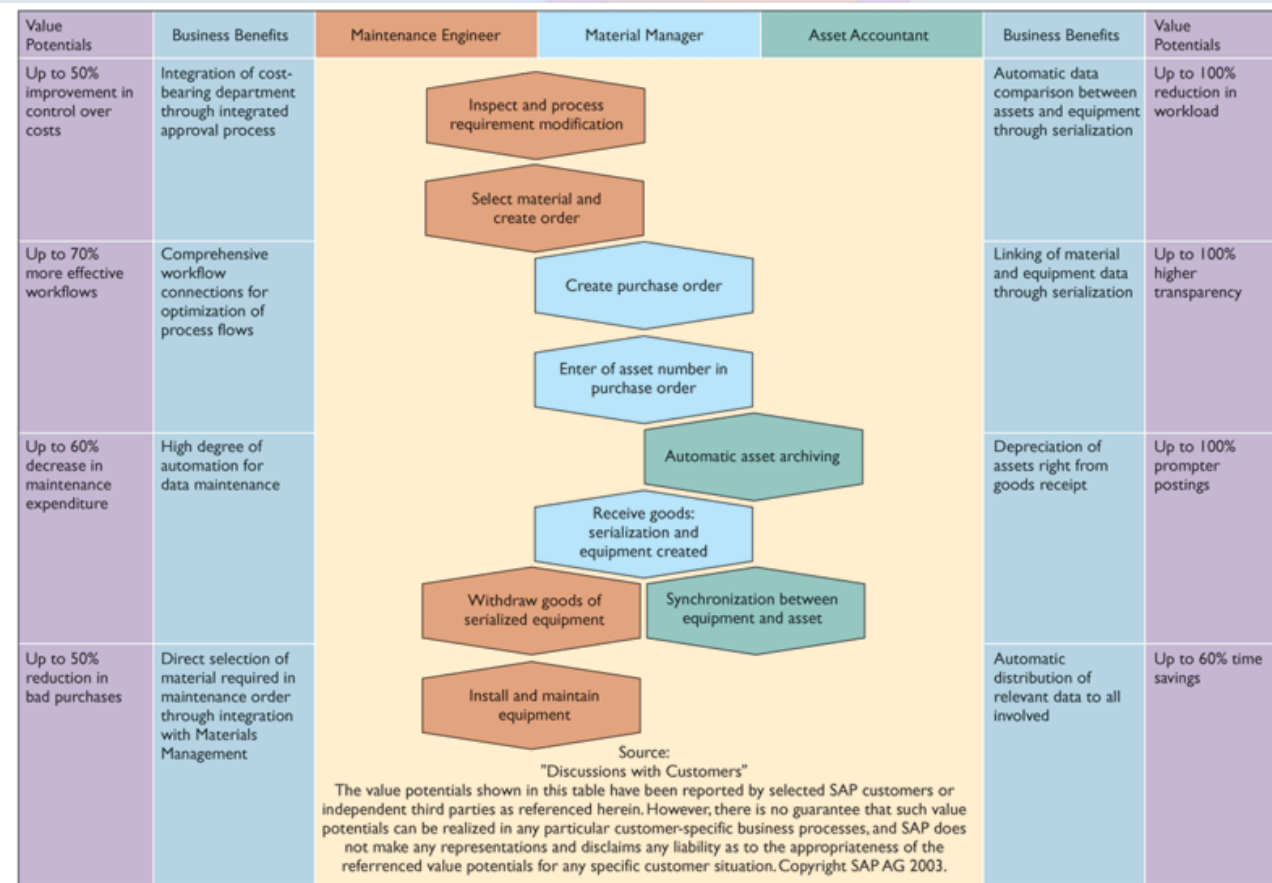 Value
Potentials
Business Benefits
Maintenance Engineer
Material Manager
Asset Accountant
Business Benefits
Value
Potentials
Up to 50%
improvement in
control over
costs
Integration of cost-
bearing department
through integrated
approval process
Inspect and process
requirement modification
Select material and
create order
Automatic data
comparison between
assets and equipment
through serialization
Up to 100%
reduction in
workload
Up to 70%
more effective
workflows
Comprehensive
workflow
connections for
optimization of
process flows
Create purchase order
Enter of asset number in
purchase order
Linking of material
and equipment data
through serialization
Up to 100%
higher
transparency
Up to 60%
decrease in
maintenance
expenditure
High degree of
automation for
data maintenance
Automatic asset archiving
Receive goods:
serialization and
equipment created
Withdraw goods of
serialized equipment
Synchronization between
equipment and asset
Depreciation of
assets right from
goods receipt
Up to 100%
prompter
postings
Up to 50%
reduction in
bad purchases
Direct selection of
material required in
maintenance order
through integration
with Materials
Management
Install and maintain
equipment
Automatic
distribution of
relevant data to all
involved
Up to 60% time
savings
Source:
"Discussions with Customers"
The value potentials shown in this table have been reported by selected SAP customers or
independent third parties as referenced herein. However, there is no guarantee that such value
potentials can be realized in any particular customer-specific business processes, and SAP does
not make any representations and disclaims any liability as to the appropriateness of the
referrenced value potentials for any specific customer situation. Copyright SAP AG 2003.